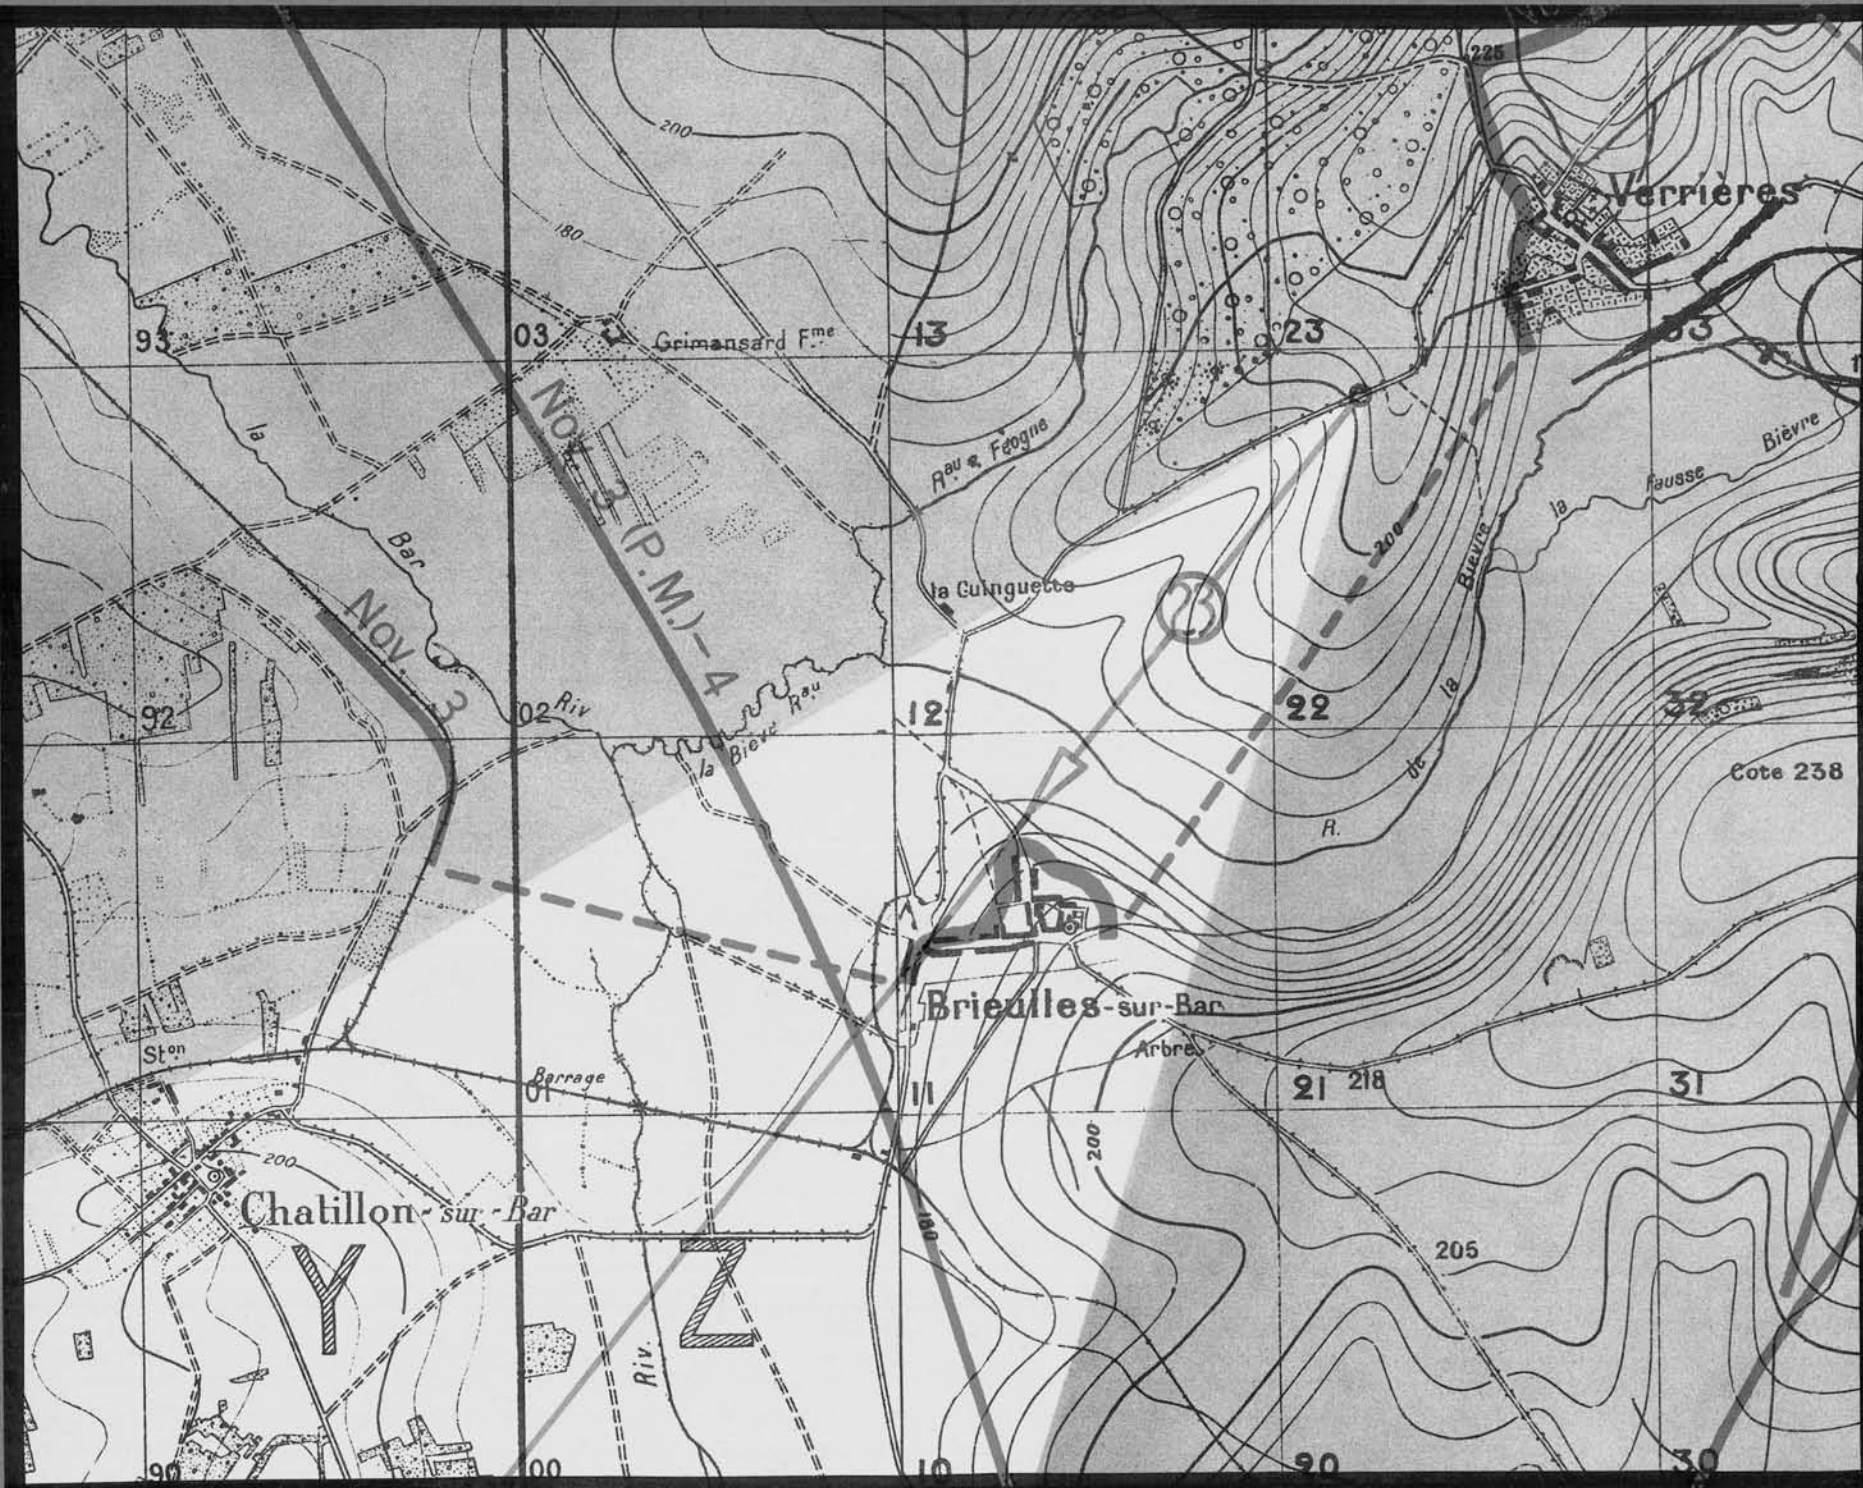 225
200
Verrières
180
93
03
Grimansard F.me
13
23
33
Nov. 3 (P.M.)-4
la
Bar
Rau de Féogne
Bièvre
Fausse
la
200
Bièvre
la Guinguette
23
Nov. 3
92
02
Riv
la Bièvre Rau
12
22
32
la
de
R.
Cote 238
Brieulles-sur-Bar
Arbre
Ston
Barrage
01
11
21
218
31
200
200
Chatillon-sur-Bar
180
205
Y
Z
Riv.
90
00
10
20
30